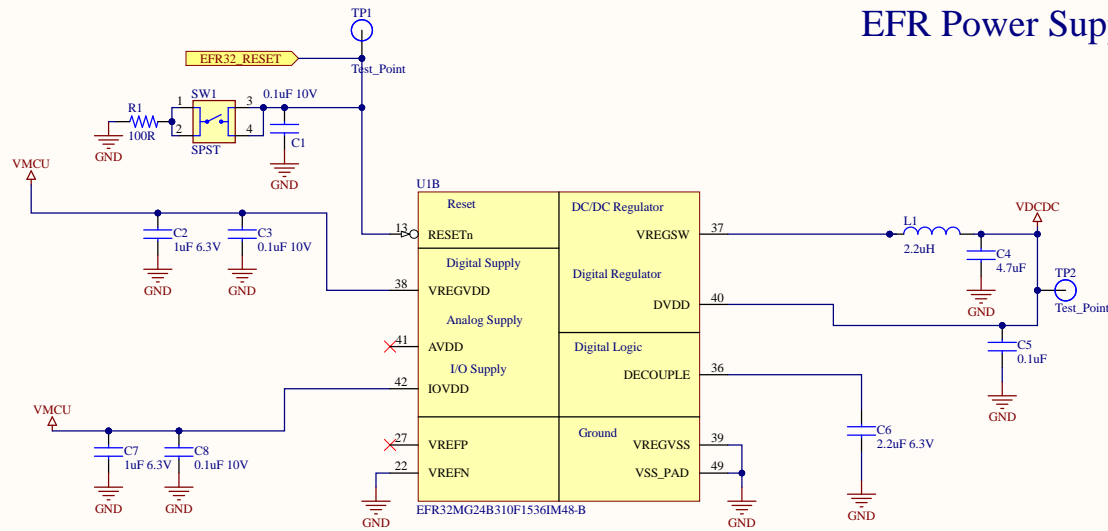 EFR Power Sup
TP1
EFR32_RESET
Test_Point
SW1
0.1uF 10V
R1
1
3
100R
2
4
C1
SPST
GND
GND
VMCU
U1B
Reset
DC/DC Regulator
VDCDC
C2
1uF 6.3V
C3
0.1uF 10V
13
RESETn
VREGSW
37
L1
2.2uH
C4
4.7uF
GND
GND
Digital Supply
Digital Regulator
TP2
38
VREGVDD
DVDD
40
GND
Test_Point
Analog Supply
41
AVDD
Digital Logic
C5
0.1uF
I/O Supply
42
IOVDD
DECOUPLE
36
GND
VMCU
C7
1uF 6.3V
C8
0.1uF 10V
27
VREFP
Ground
VREGVSS
39
C6
2.2uF 6.3V
22
VREFN
VSS_PAD
49
GND
GND
GND
EFR32MG24B310F1536IM48-B
GND
GND